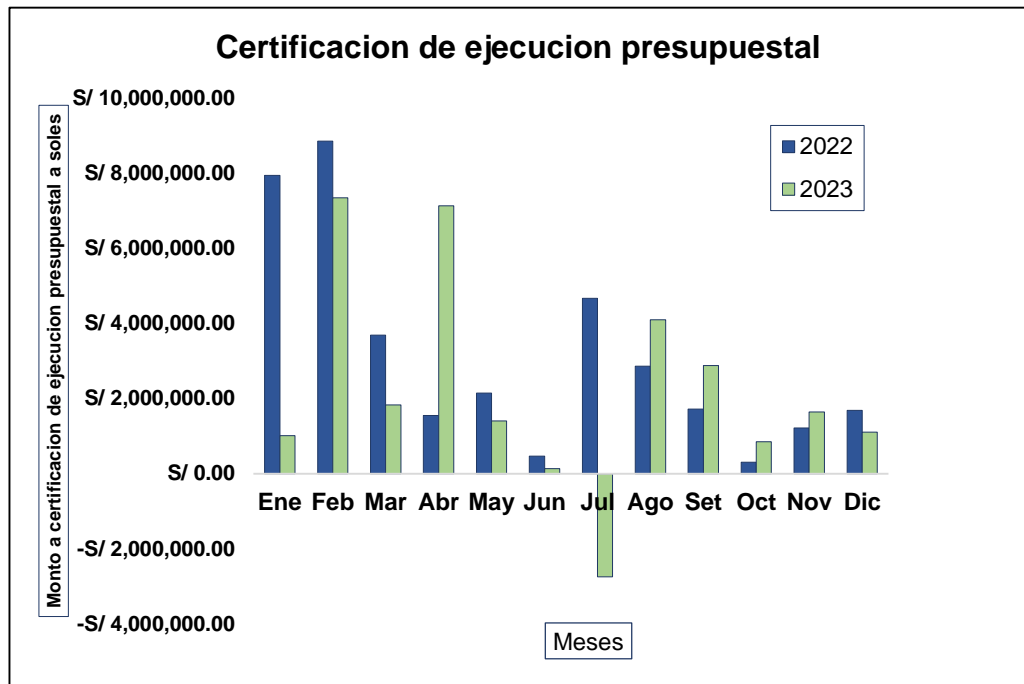 Certificacion de ejecucion presupuestal
Monto a certificacion de ejecucion presupuestal a soles
S/ 10,000,000.00
S/ 8,000,000.00
S/ 6,000,000.00
S/ 4,000,000.00
S/ 2,000,000.00
S/ 0.00
-S/ 2,000,000.00
-S/ 4,000,000.00
2022
2023
Ene Feb Mar Abr May Jun Jul Ago Set Oct Nov Dic
Meses